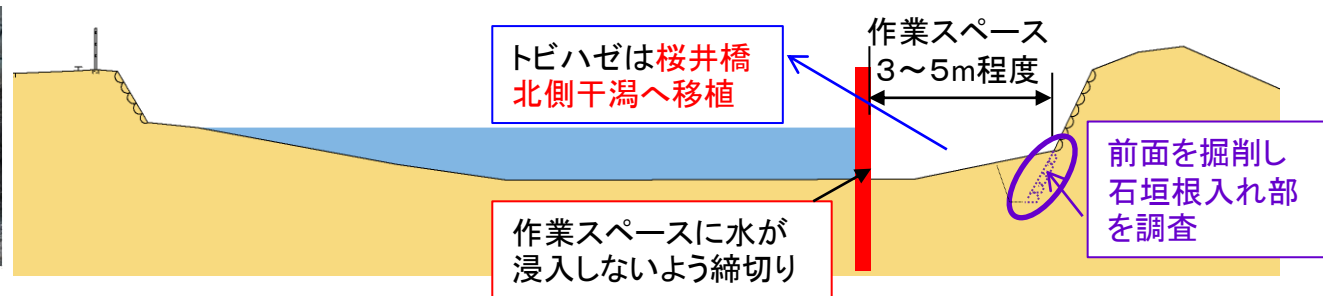 トビハゼは桜井橋
北側干潟へ移植
作業スペース
3～5m程度
前面を掘削し
石垣根入れ部
を調査
作業スペースに水が
浸入しないよう締切り